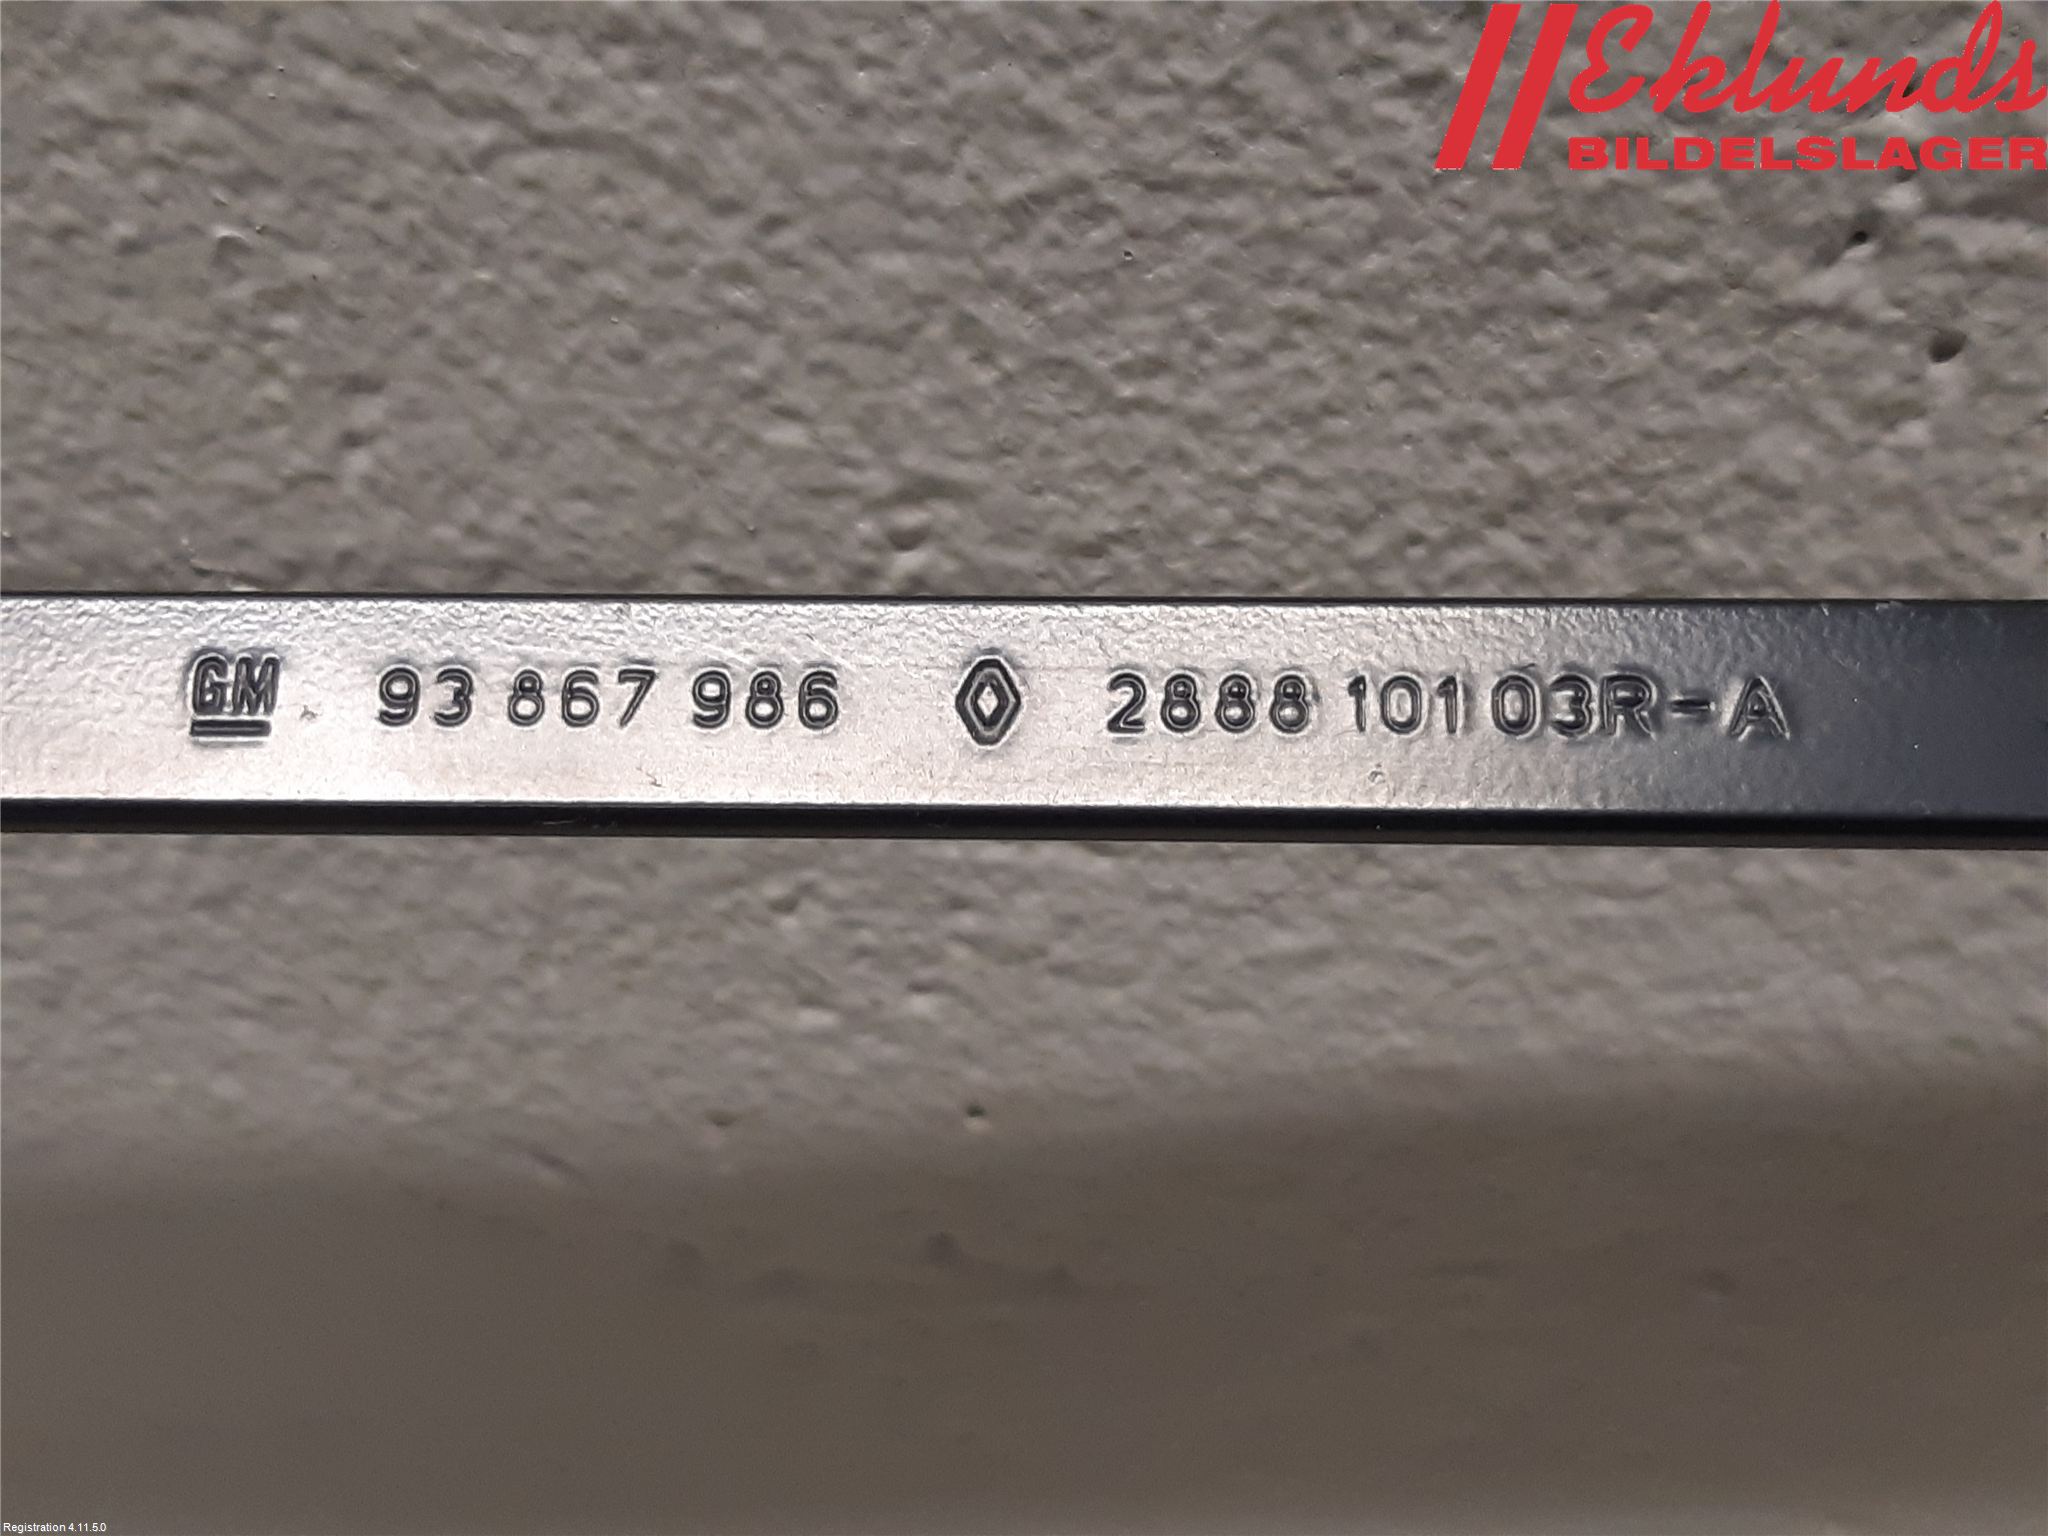 Eklunds
BILDELSLAGER
GM 93 867 986 2888 101 03R-A
Registration 4.11.5.0